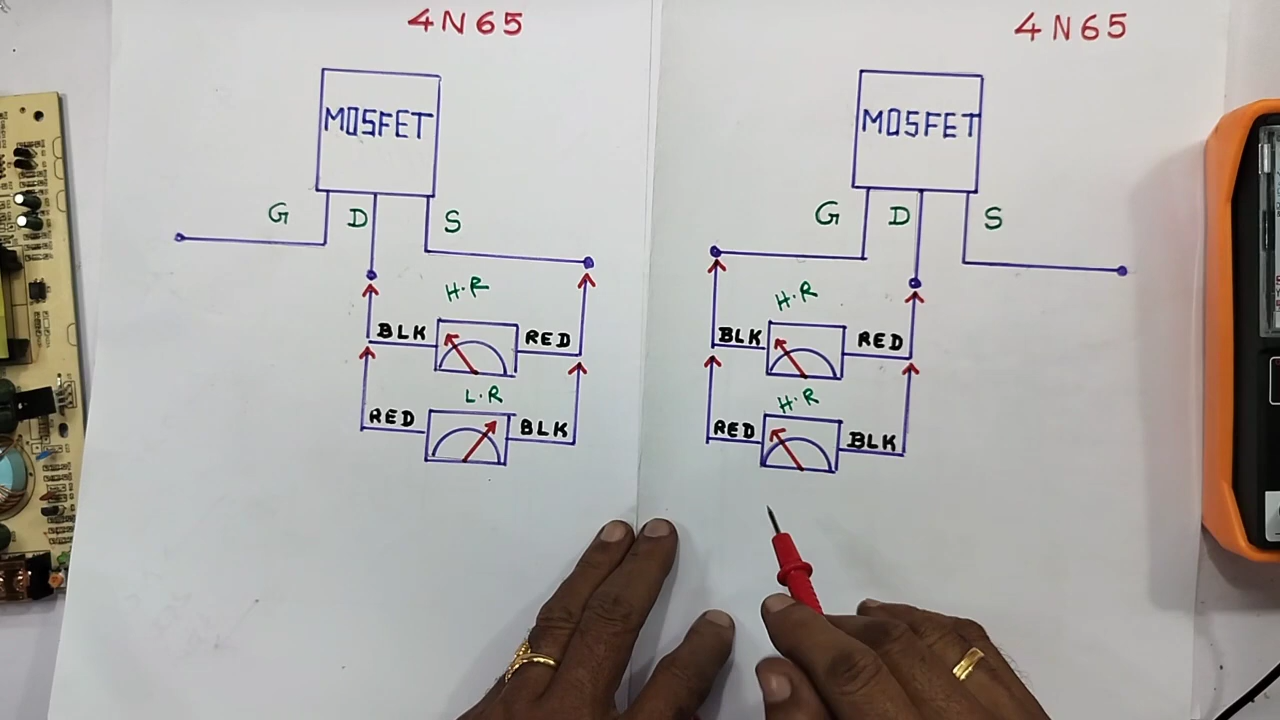 4N65
MOSFET
G D S
H.R
BLK RED
L.R
RED BLK
4N65
MOSFET
G D S
H.R
BLK RED
H.R
RED BLK